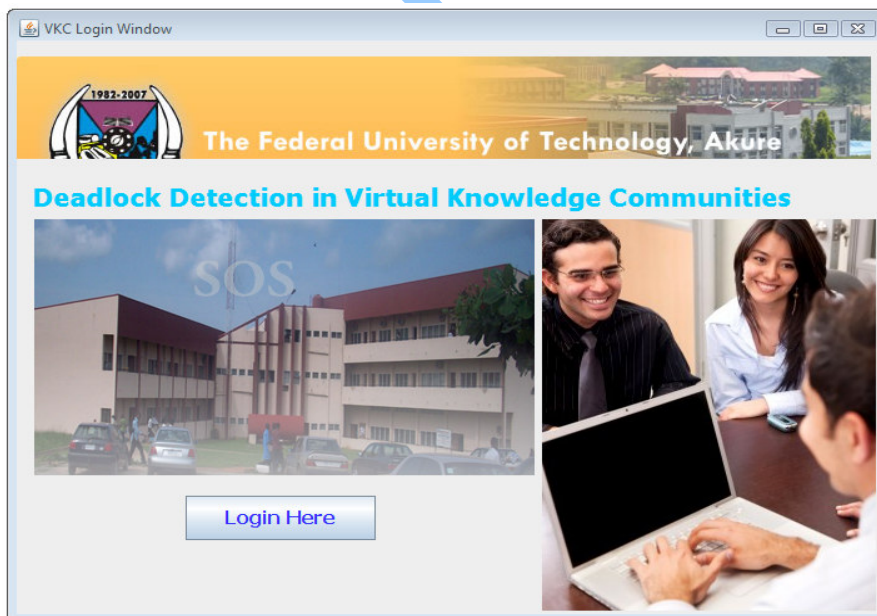 VKC Login Window
1982-2007
The Federal University of Technology, Akure
Deadlock Detection in Virtual Knowledge Communities
SOS
Login Here